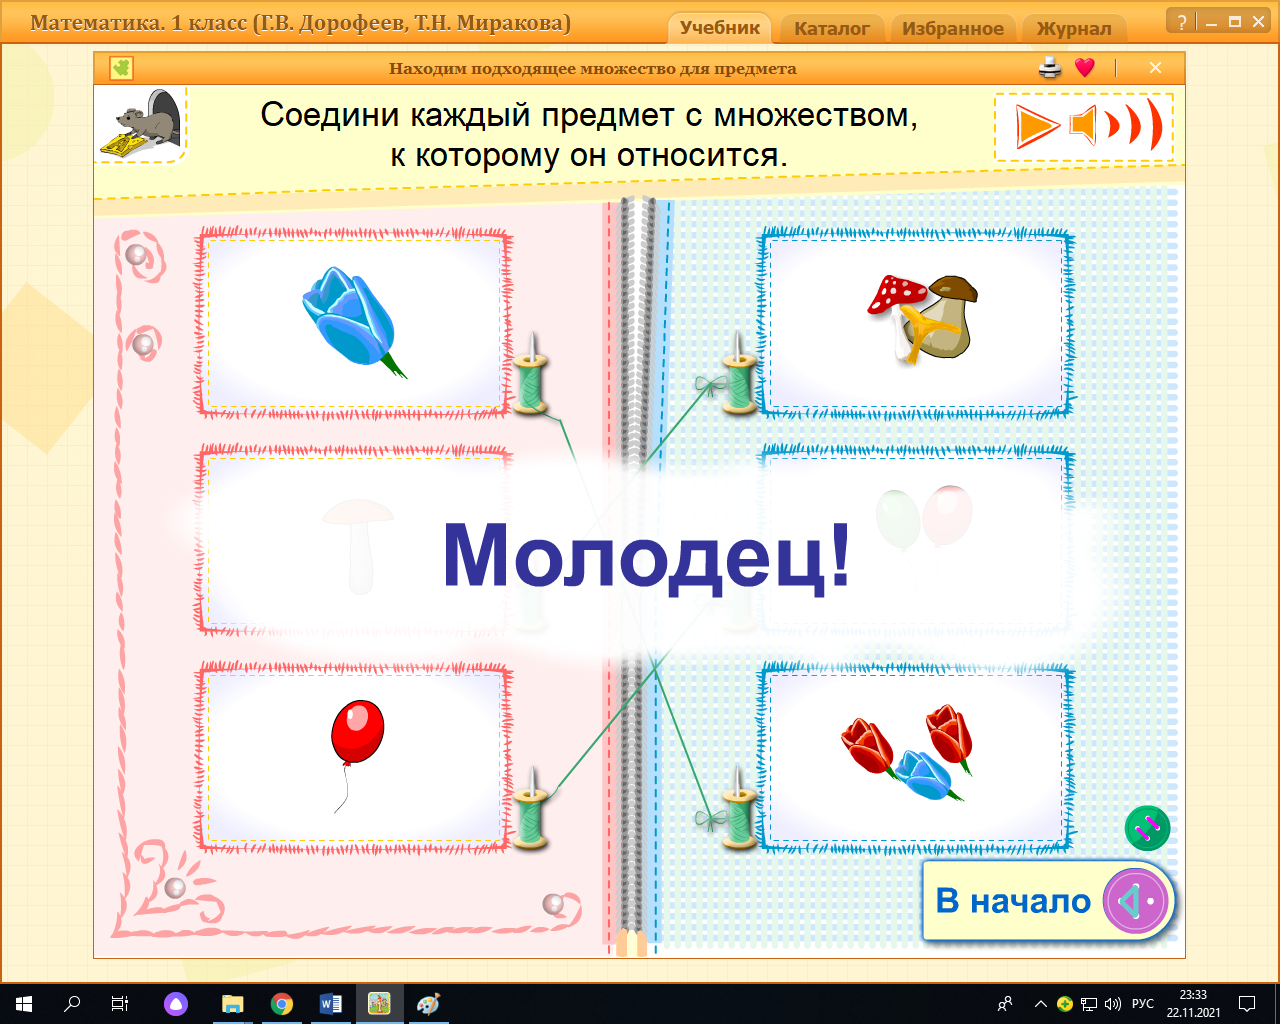 Математика. 1 класс (Г.В. Дорофеев, Т.Н. Миракова)
Учебник
Каталог
Избранное
Журнал
?
Находим подходящее множество для предмета
Соедини каждый предмет с множеством,
к которому он относится.
Молодец!
В начало
РУС
23:33
22.11.2021